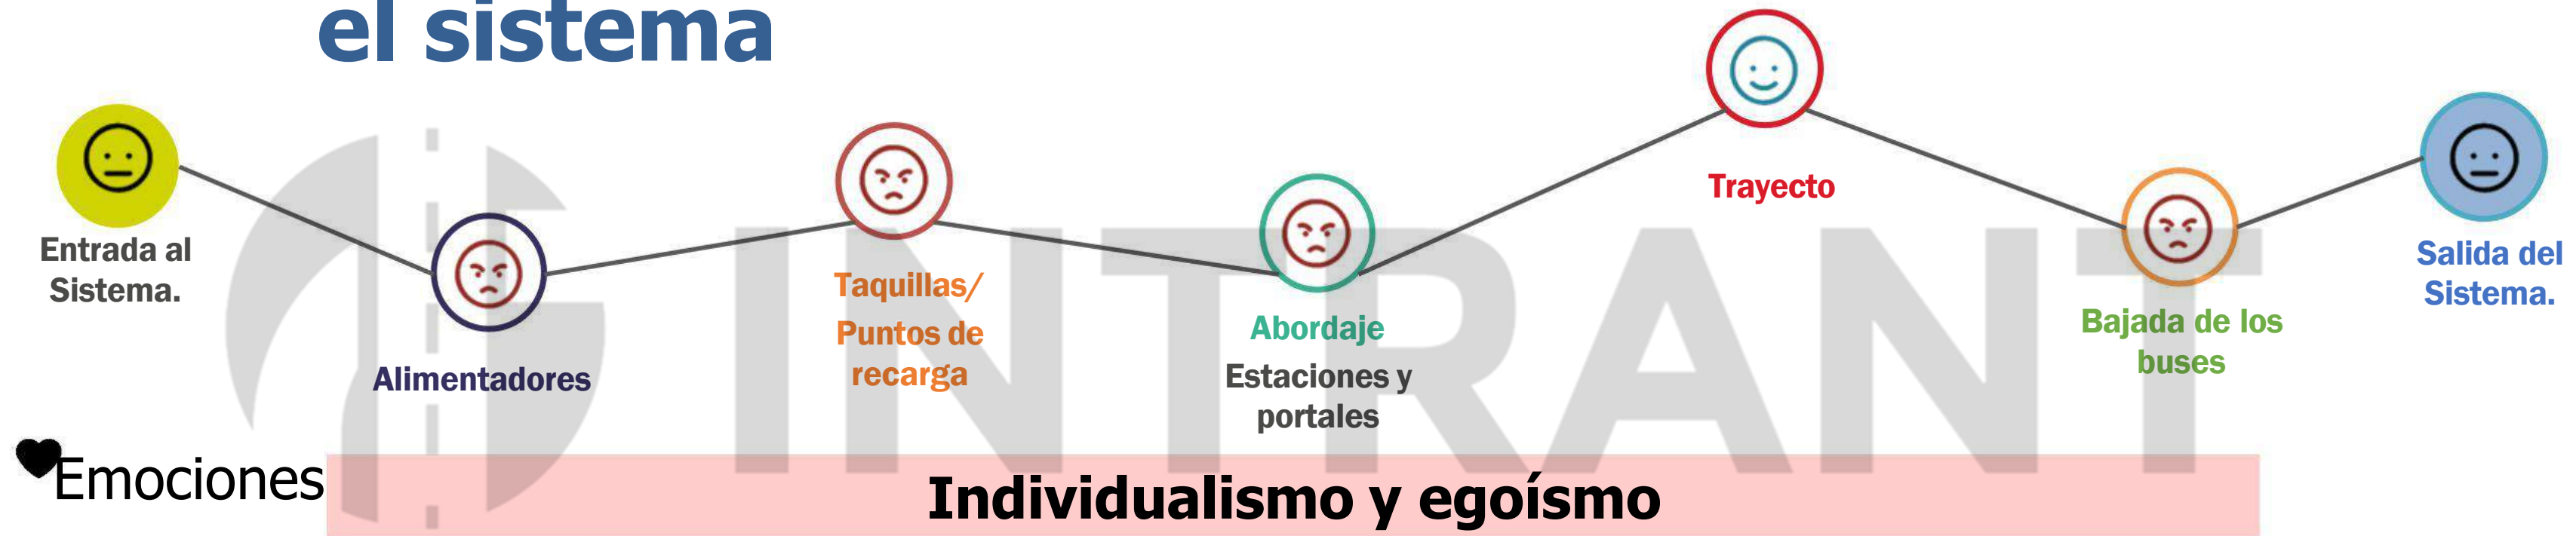 el sistema
Entrada al
Sistema.
Alimentadores
Taquillas/
Puntos de
recarga
Abordaje
Estaciones y
portales
Trayecto
Bajada de los
buses
Salida del
Sistema.
INTRANT
Emociones
Individualismo y egoísmo